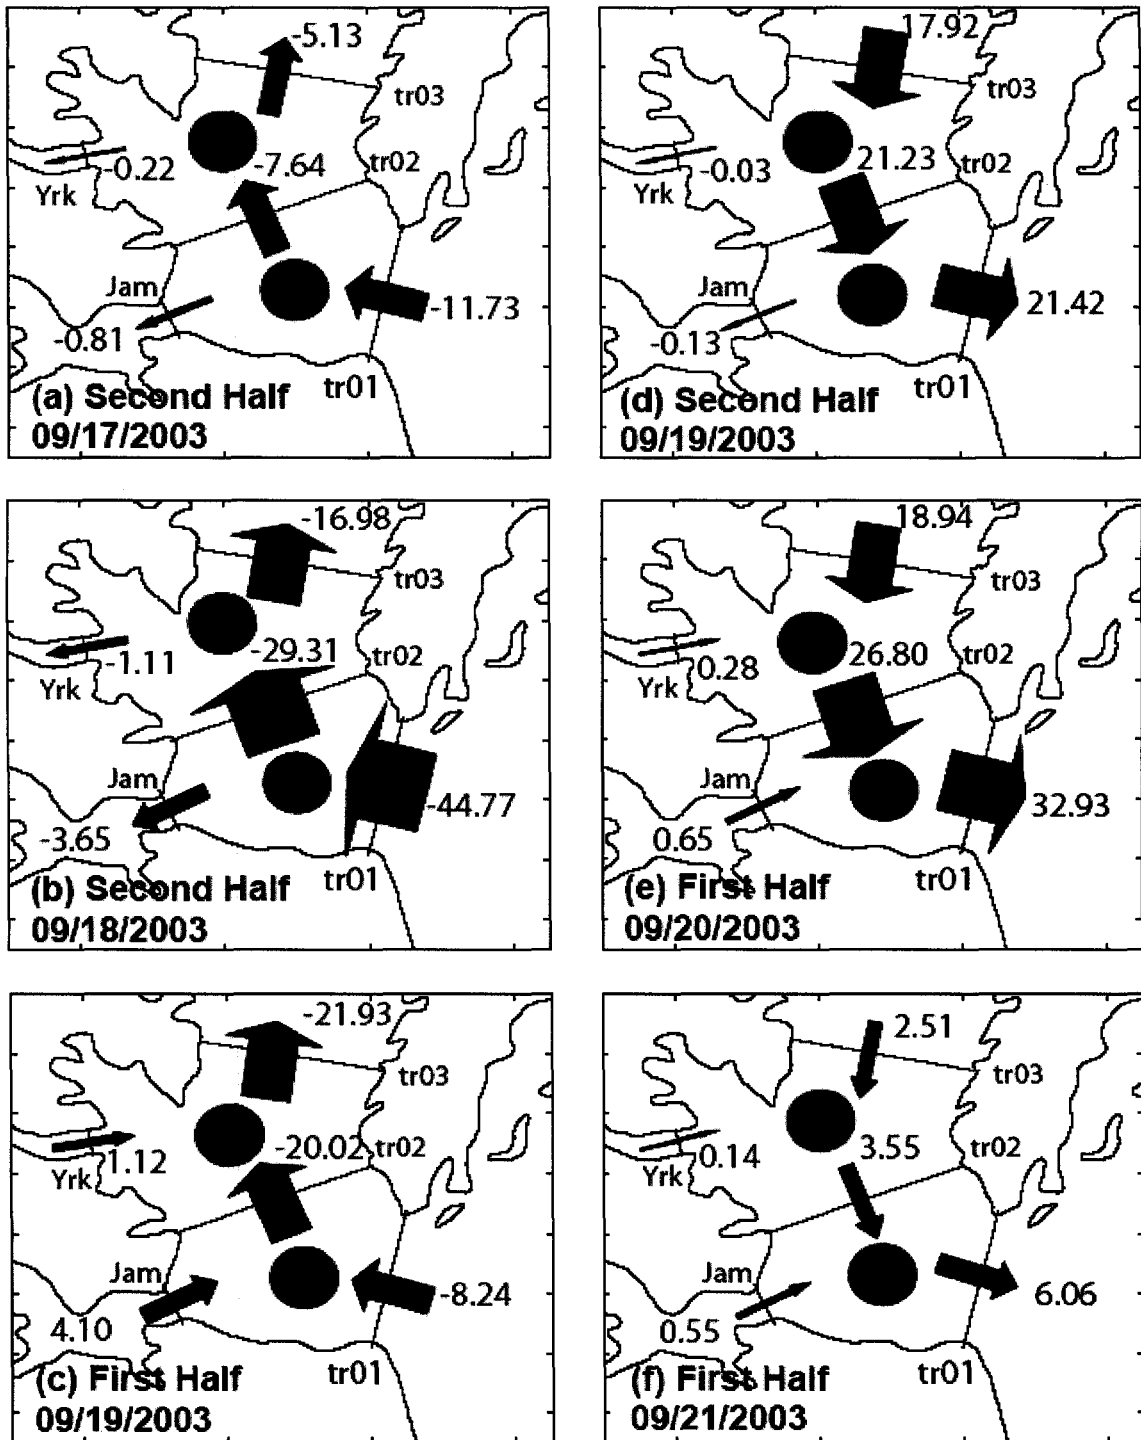 -5.13
tr03
-0.22
-7.64
tr02
Yrk
Jam
-11.73
-0.81
tr01
(a) Second Half
09/17/2003
17.92
tr03
-0.03
21.23
tr02
Yrk
Jam
21.42
-0.13
tr01
(d) Second Half
09/19/2003
-16.98
tr03
-1.11
-29.31
tr02
Yrk
Jam
-44.77
-3.65
tr01
(b) Second Half
09/18/2003
18.94
tr03
0.28
26.80
tr02
Yrk
Jam
32.93
0.65
tr01
(e) First Half
09/20/2003
-21.93
tr03
1.12
-20.02
tr02
Yrk
Jam
-8.24
4.10
tr01
(c) First Half
09/19/2003
2.51
tr03
0.14
3.55
tr02
Yrk
Jam
6.06
0.55
tr01
(f) First Half
09/21/2003